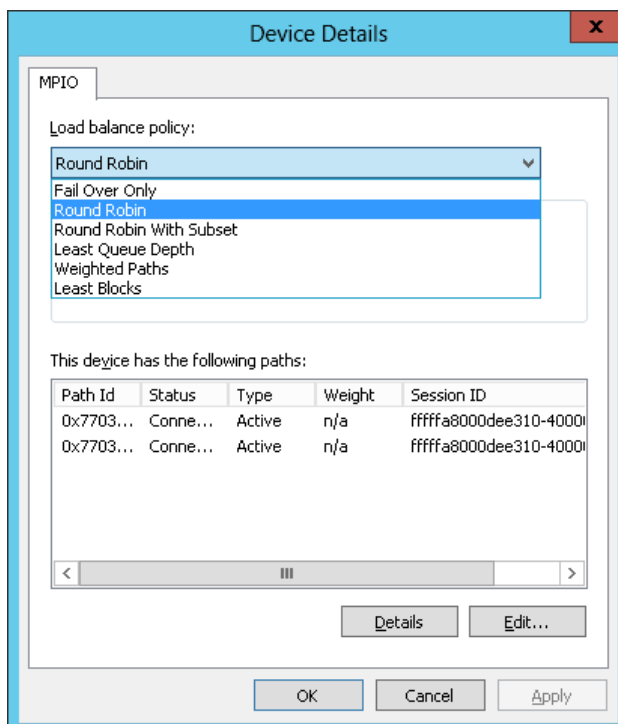 Device Details
x
MPIO
Load balance policy:
Round Robin
Fail Over Only
Round Robin
Round Robin With Subset
Least Queue Depth
Weighted Paths
Least Blocks
This device has the following paths:
Path Id Status Type Weight Session ID
0x7703... Conne... Active n/a fffffa8000dee310-4000
0x7703... Conne... Active n/a fffffa8000dee310-4000
Details Edit...
OK Cancel Apply